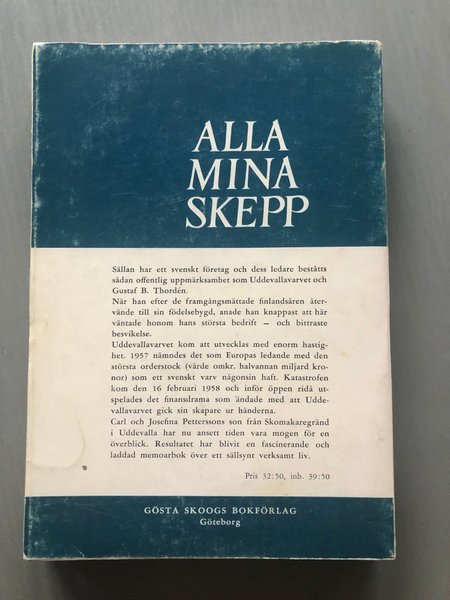 ALLA
MINA
SKEPP
Sällan har ett svenskt företag och dess ledare beståtts
sådan offentlig uppmärksamhet som Uddevallavarvet och
Gustaf B. Thordén.
När han efter de framgångsmättade finlandsåren åter-
vände till sin födelsebygd, anade han knappast att här
väntade honom hans största bedrift – och bittraste
besvikelse.
Uddevallavarvet kom att utvecklas med enorm hastig-
het. 1957 nämndes det som Europas ledande med den
största orderstock (värde omkr. halvannan miljard kro-
nor) som ett svenskt varv någonsin haft. Katastrofen
kom den 16 februari 1958 och inför öppen ridå ut-
spelades det finansdrama som ändade med att Udde-
vallavarvet gick sin skapare ur händerna.
Carl och Josefina Petterssons son från Skomakaregränd
i Uddevalla har nu ansett tiden vara mogen för en
överblick. Resultatet har blivit en fascinerande och
laddad memoarbok över ett sällsynt verksamt liv.
Pris 32:50, inb. 39:50
GÖSTA SKOOGS BOKFÖRLAG
Göteborg